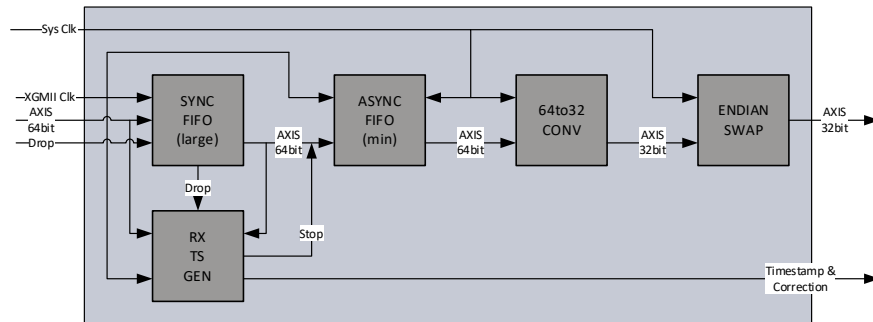 Sys Clk
XGMII Clk
AXIS
64bit
Drop
SYNC
FIFO
(large)
AXIS
64bit
ASYNC
FIFO
(min)
AXIS
64bit
64to32
CONV
AXIS
32bit
ENDIAN
SWAP
AXIS
32bit
Drop
RX
TS
GEN
Stop
Timestamp &
Correction